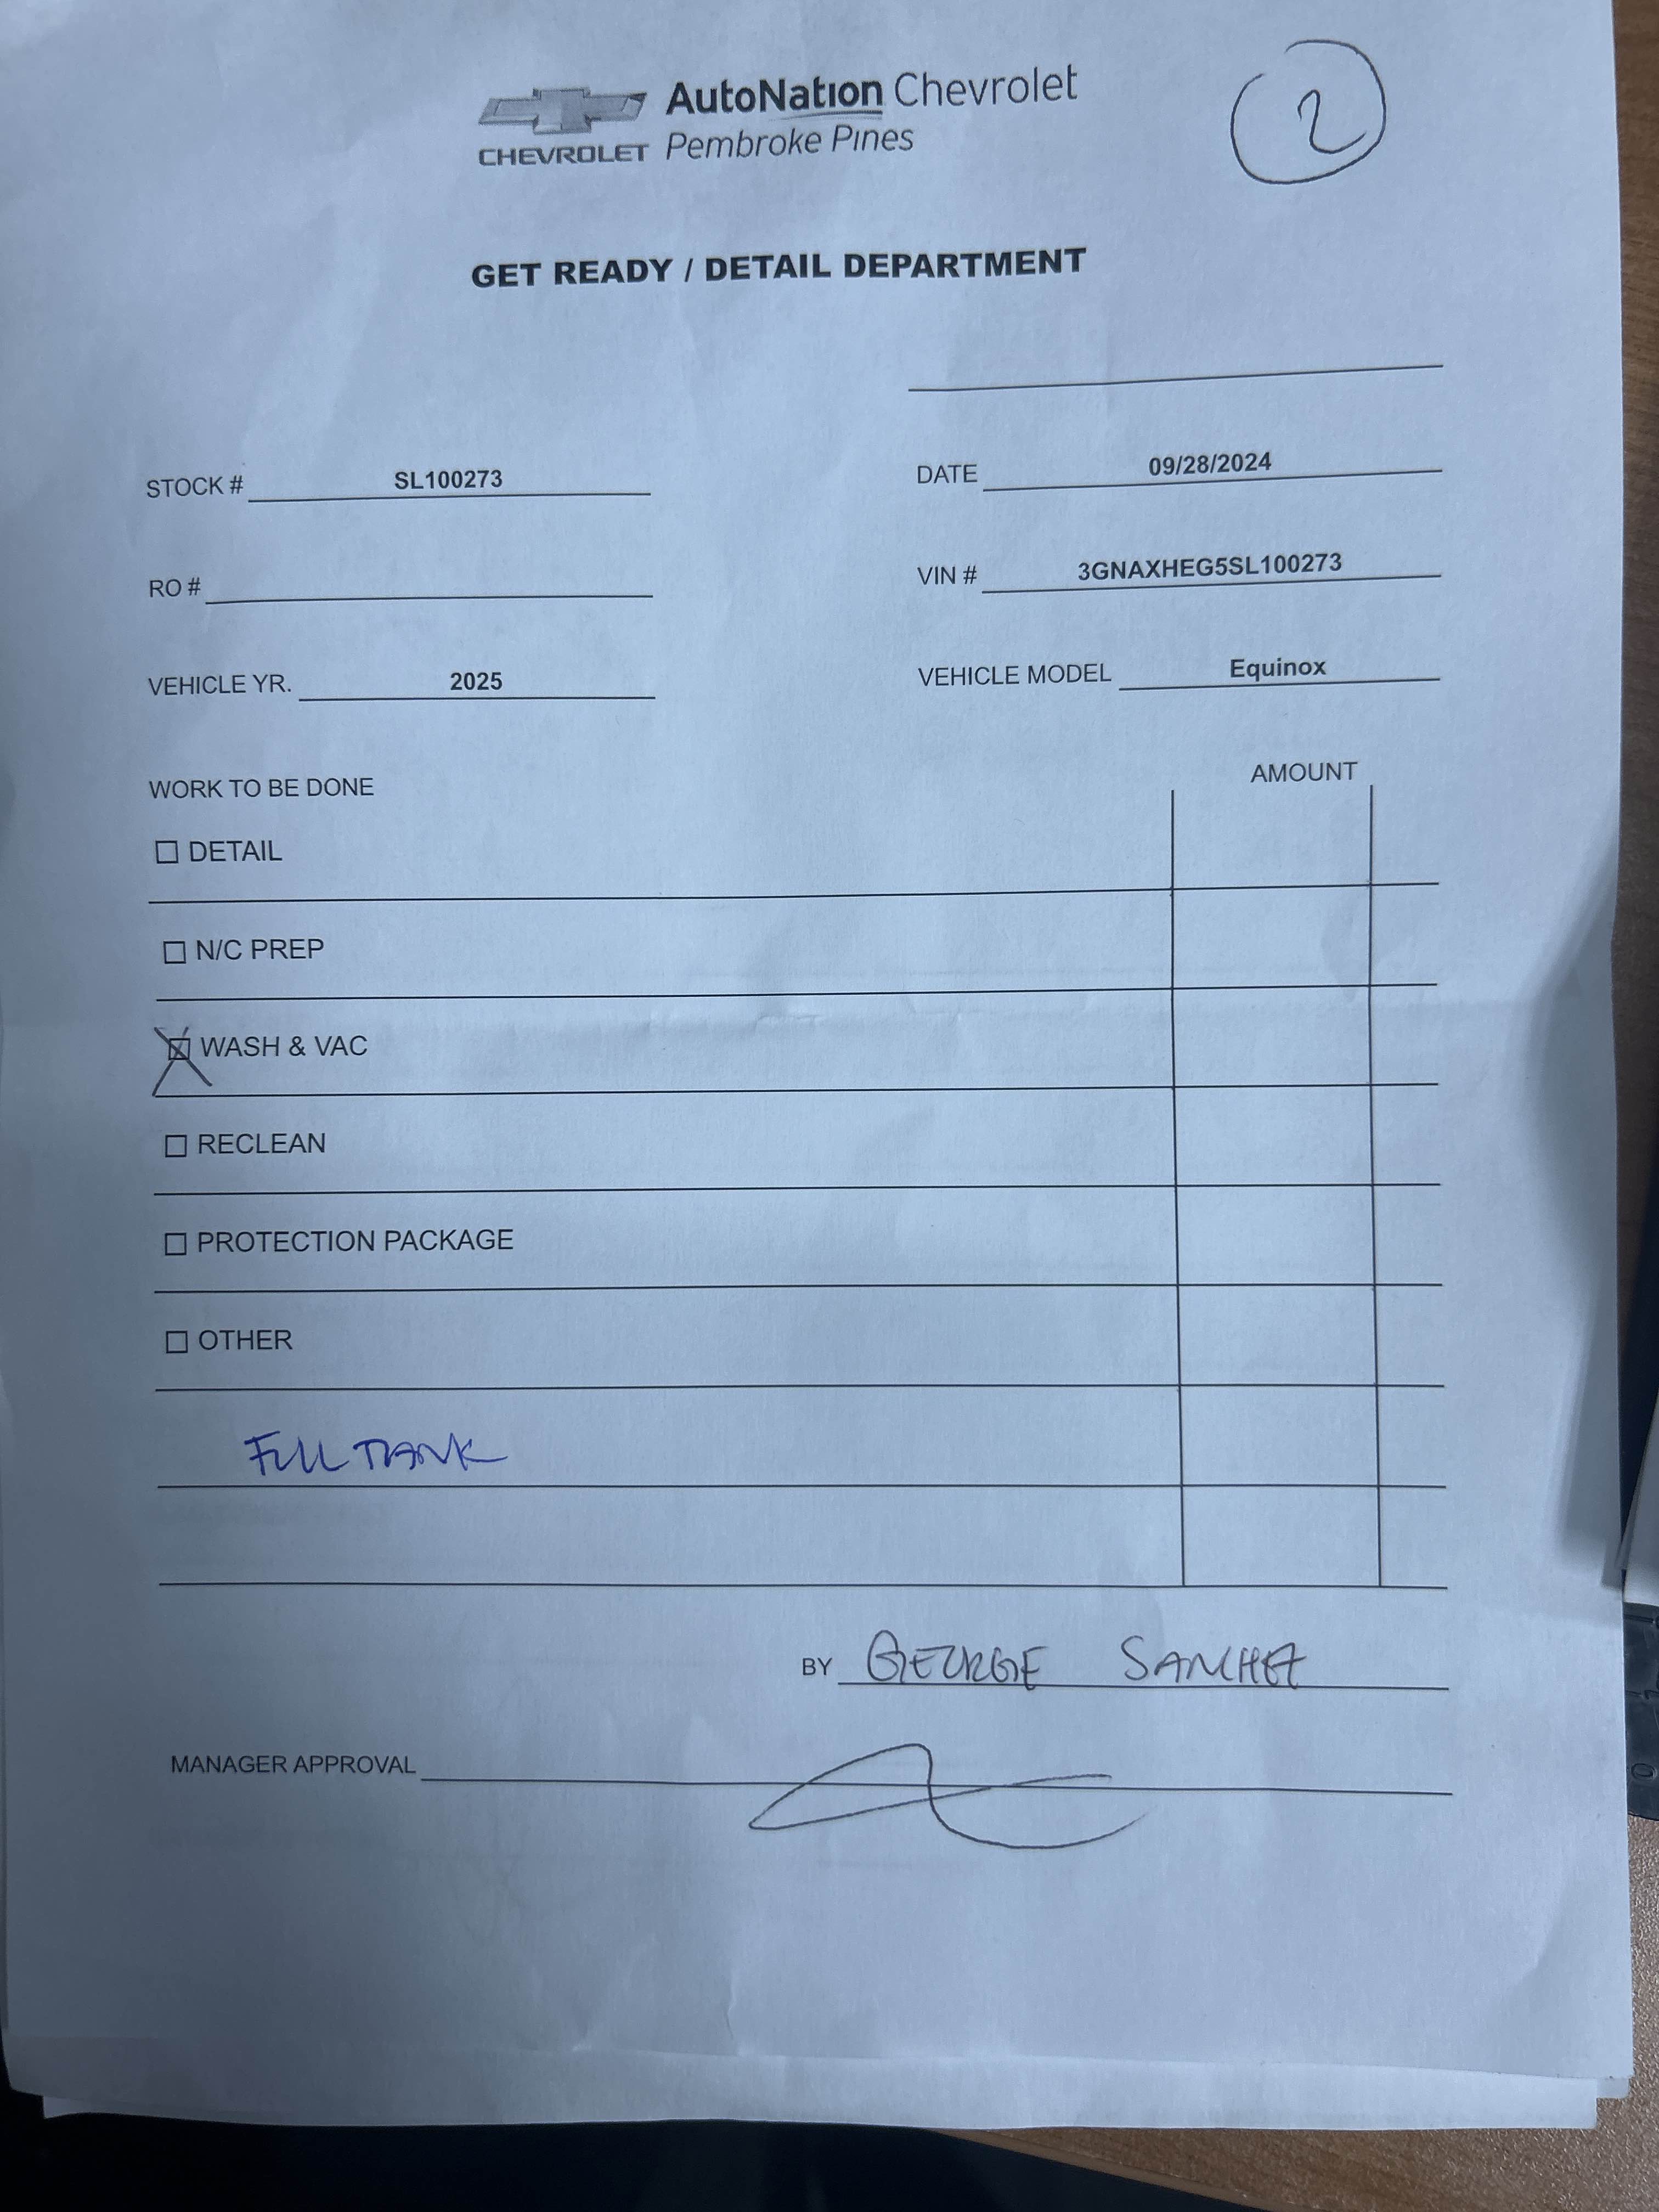 AutoNation Chevrolet
CHEVROLET Pembroke Pines
2
GET READY / DETAIL DEPARTMENT
STOCK # SL100273
DATE 09/28/2024
RO #
VIN # 3GNAXHEG5SL100273
VEHICLE YR. 2025
VEHICLE MODEL Equinox
WORK TO BE DONE
AMOUNT
DETAIL
N/C PREP
WASH & VAC
RECLEAN
PROTECTION PACKAGE
OTHER
FULL TANK
BY GEORGE SANCHEZ
MANAGER APPROVAL